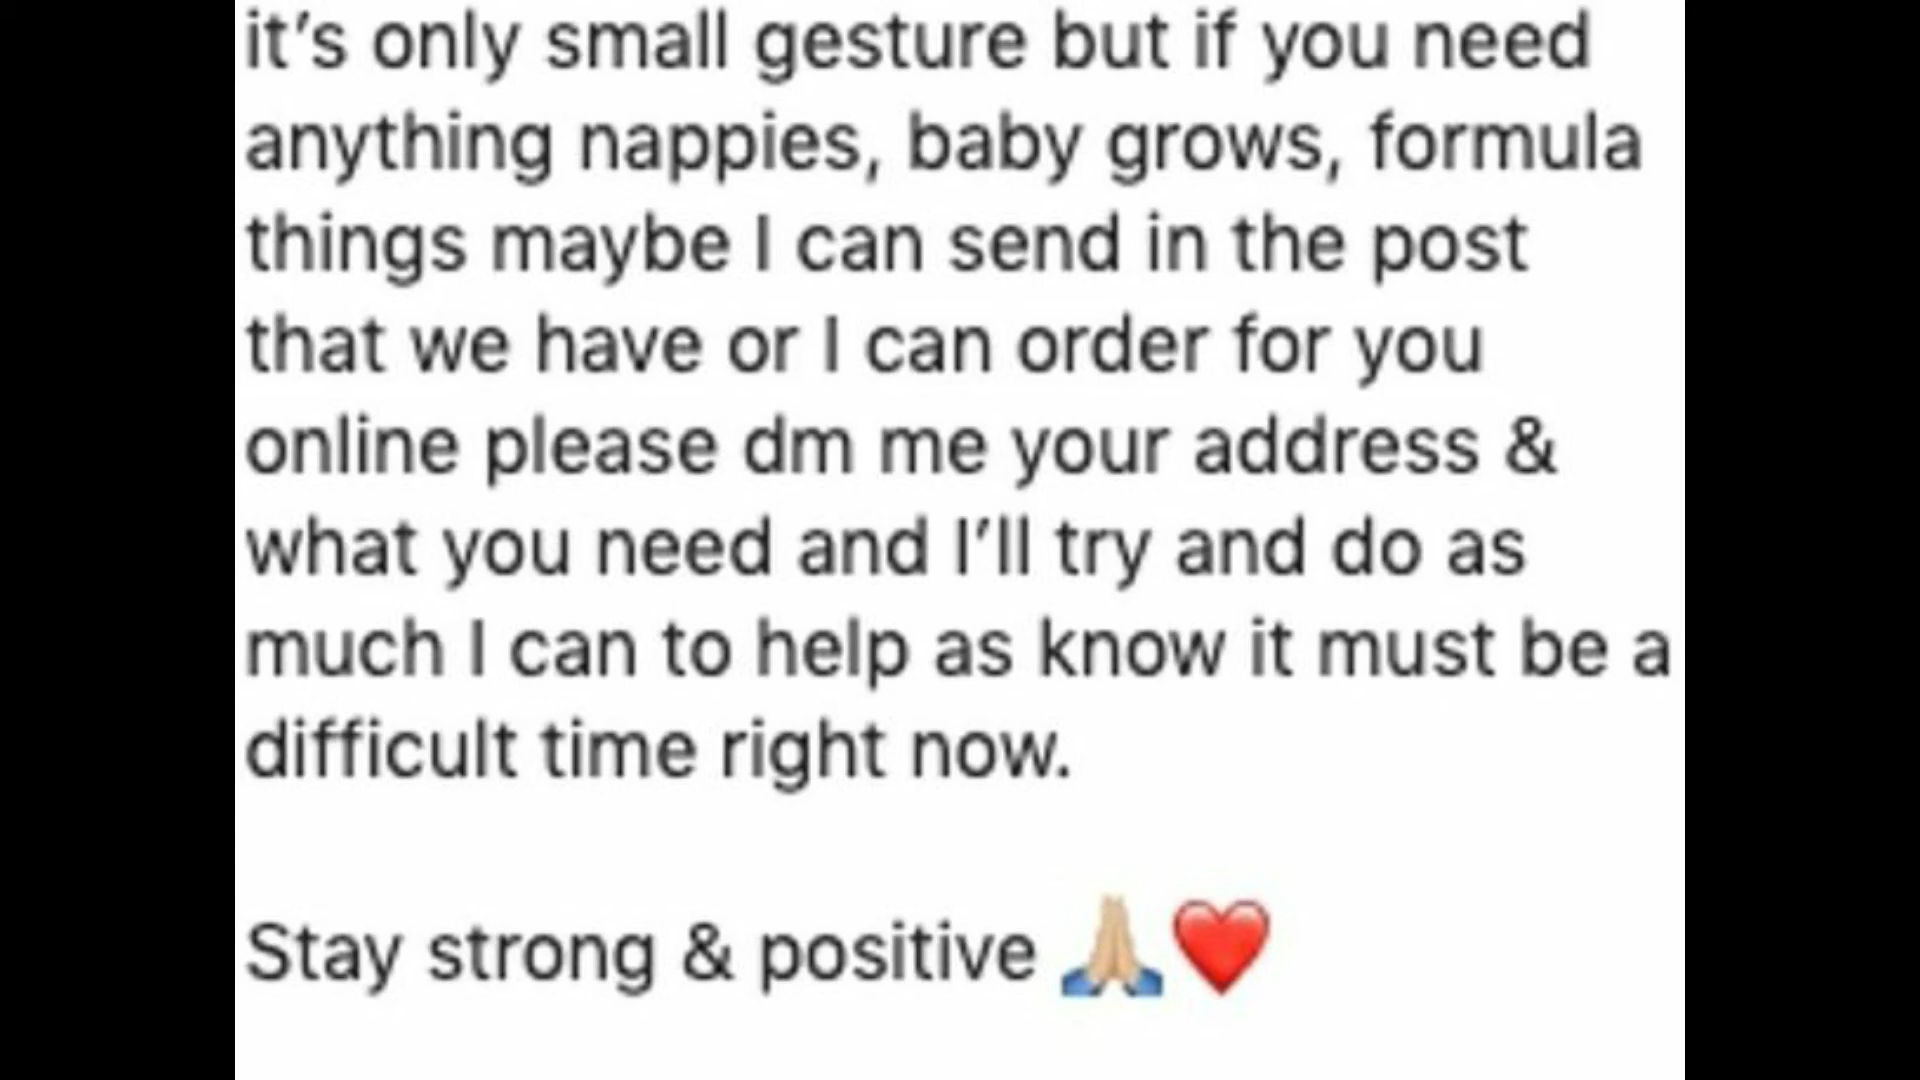 it’s only small gesture but if you need
anything nappies, baby grows, formula
things maybe I can send in the post
that we have or I can order for you
online please dm me your address &
what you need and I’ll try and do as
much I can to help as know it must be a
difficult time right now.
Stay strong & positive 🙏🏼❤️